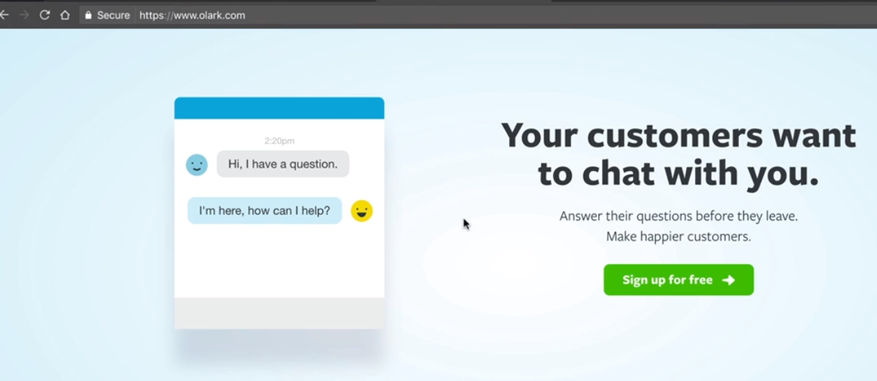 Secure https://www.olark.com
2:20pm
Hi, I have a question.
I'm here, how can I help?
Your customers want
to chat with you.
Answer their questions before they leave.
Make happier customers.
Sign up for free